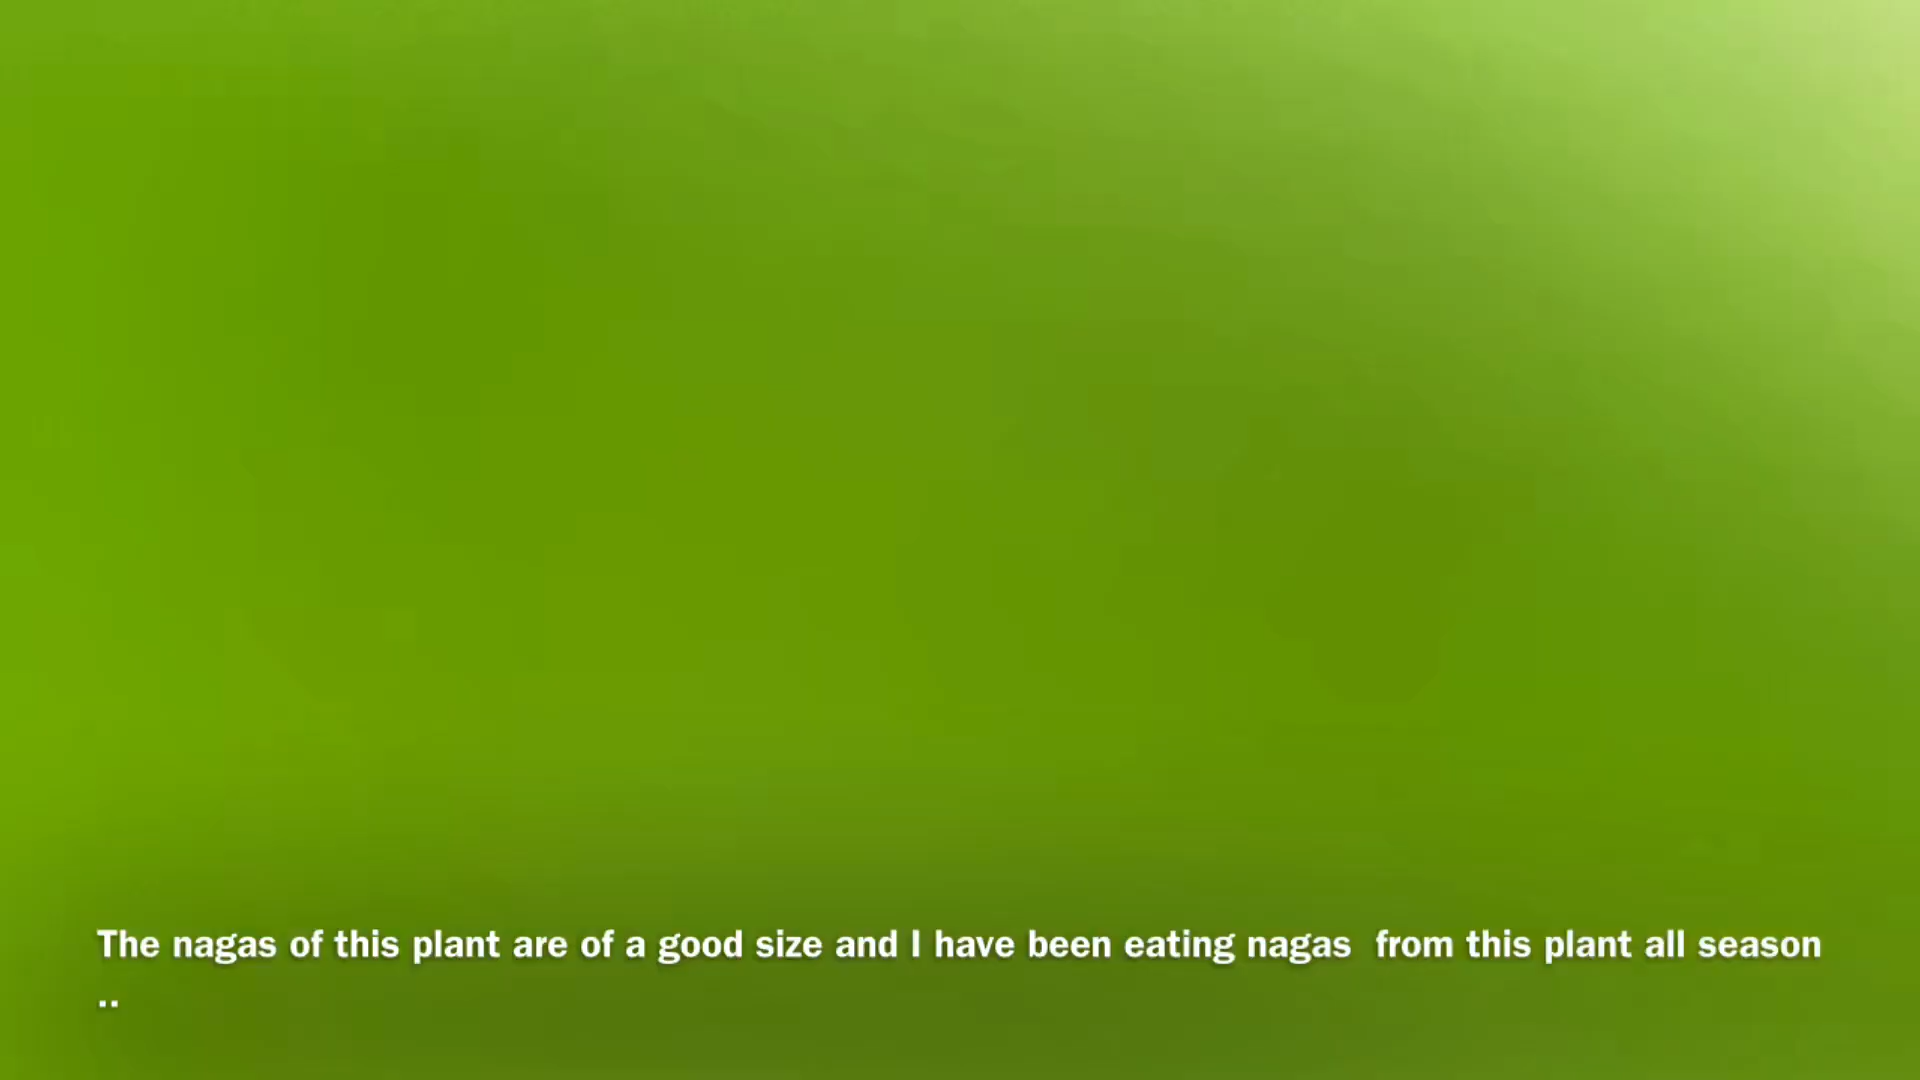 The nagas of this plant are of a good size and I have been eating nagas  from this plant all season
..